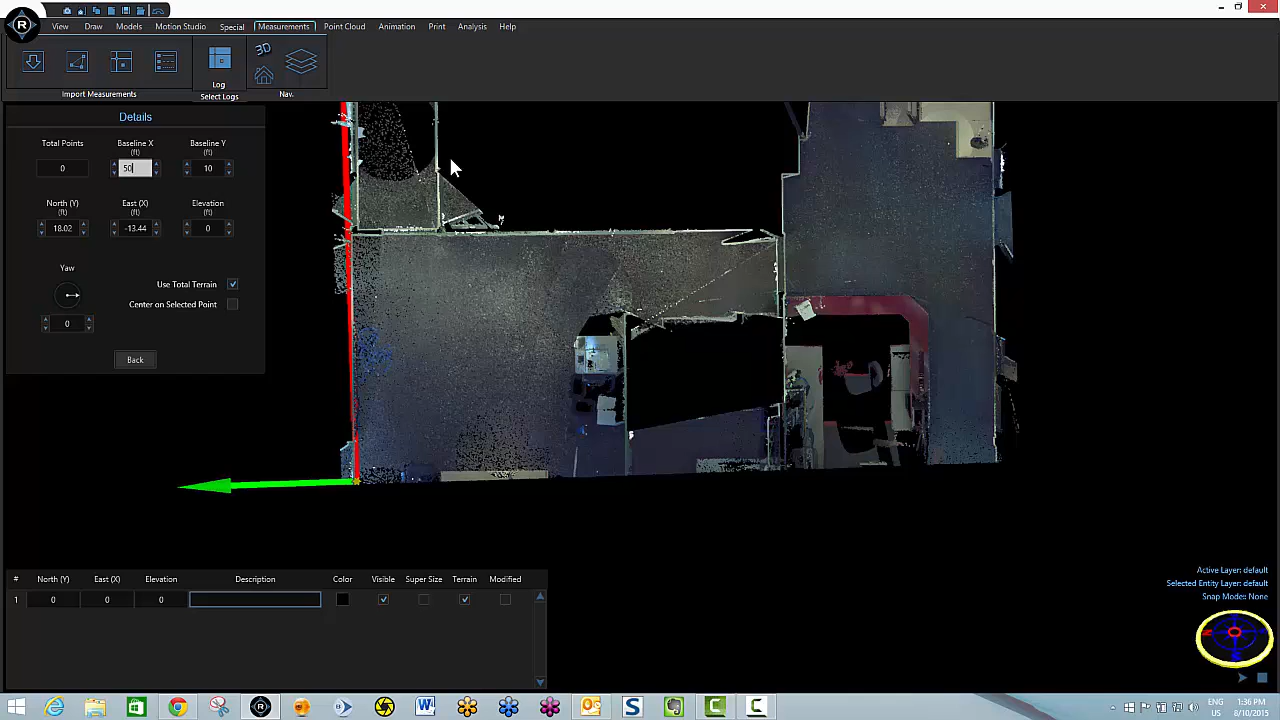 R
View Draw Models Motion Studio Special Measurements Point Cloud Animation Print Analysis Help
3D
Log
Import Measurements Select Logs Nav.
Details
Total Points Baseline X Baseline Y
(ft) (ft)
0 50 10
North (Y) East (X) Elevation
(ft) (ft) (ft)
18.02 -13.44 0
Yaw
Use Total Terrain
Center on Selected Point
0
Back
# North (Y) East (X) Elevation Description Color Visible Super Size Terrain Modified
1 0 0 0
Active Layer: default
Selected Entity Layer: default
Snap Modes: None
ENG 1:36 PM
US 8/10/2015